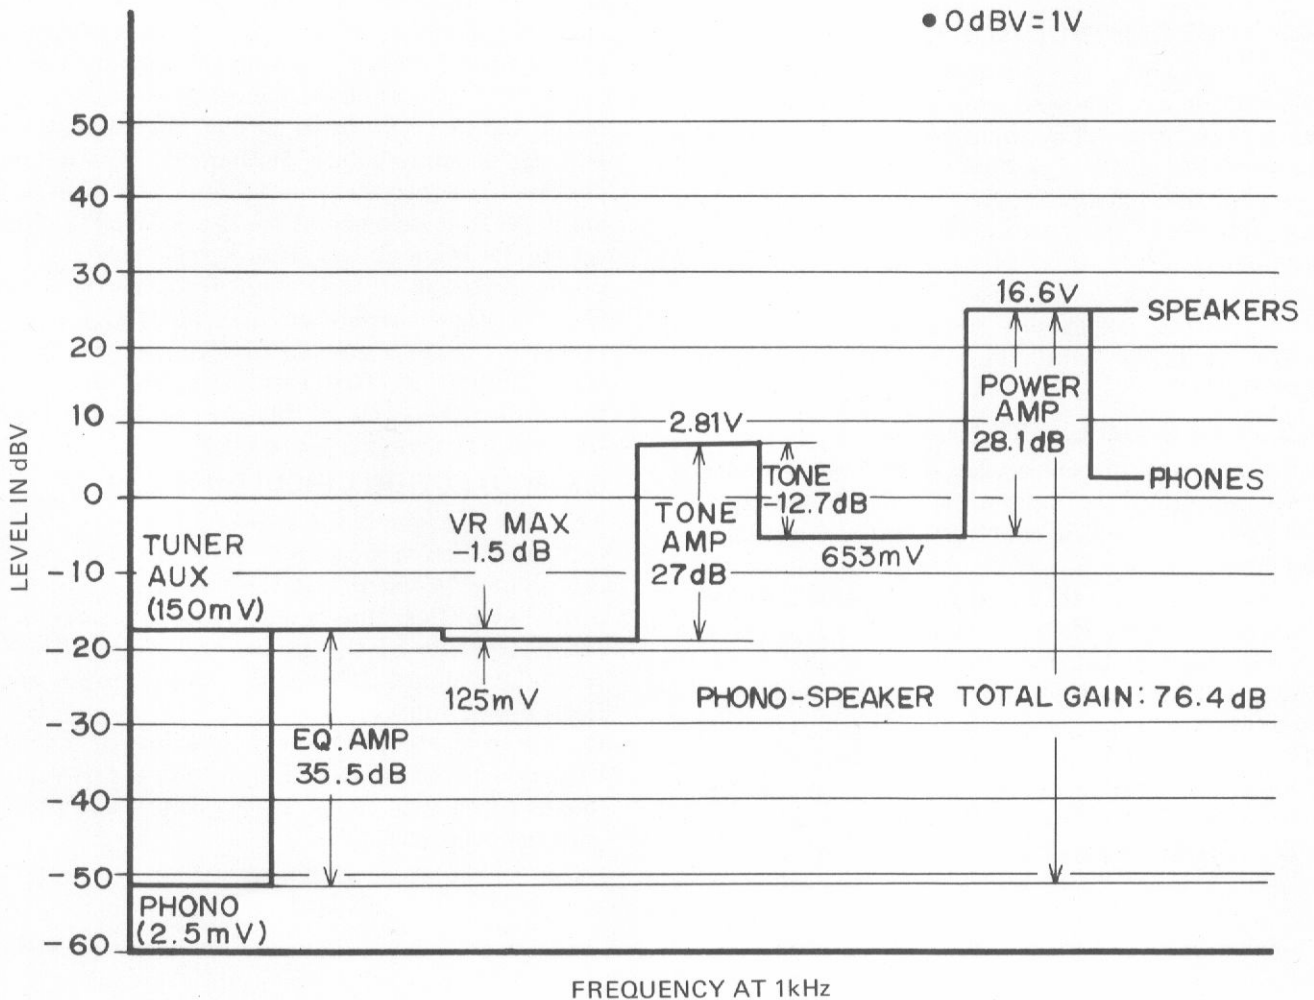 ● 0dBV=1V
50
40
30
20
10
0
-10
-20
-30
-40
-50
-60
LEVEL IN dBV
TUNER
AUX
(150mV)
PHONO
(2.5mV)
EQ.AMP
35.5dB
VR MAX
-1.5dB
125mV
2.81V
TONE
AMP
27dB
TONE
-12.7dB
653mV
16.6V
POWER
AMP
28.1dB
SPEAKERS
PHONES
PHONO-SPEAKER TOTAL GAIN: 76.4dB
FREQUENCY AT 1kHz